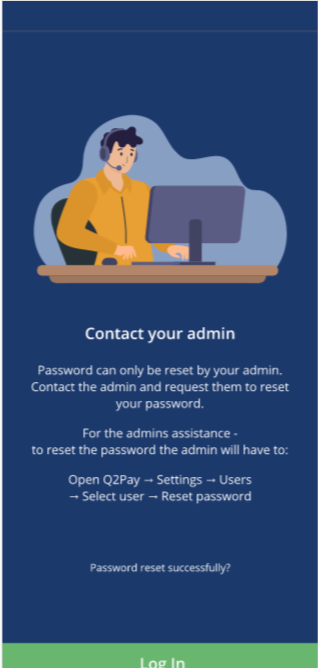 Contact your admin
Password can only be reset by your admin.
Contact the admin and request them to reset
your password.
For the admins assistance -
to reset the password the admin will have to:
Open Q2Pay → Settings → Users
→ Select user → Reset password
Password reset successfully?
Log In